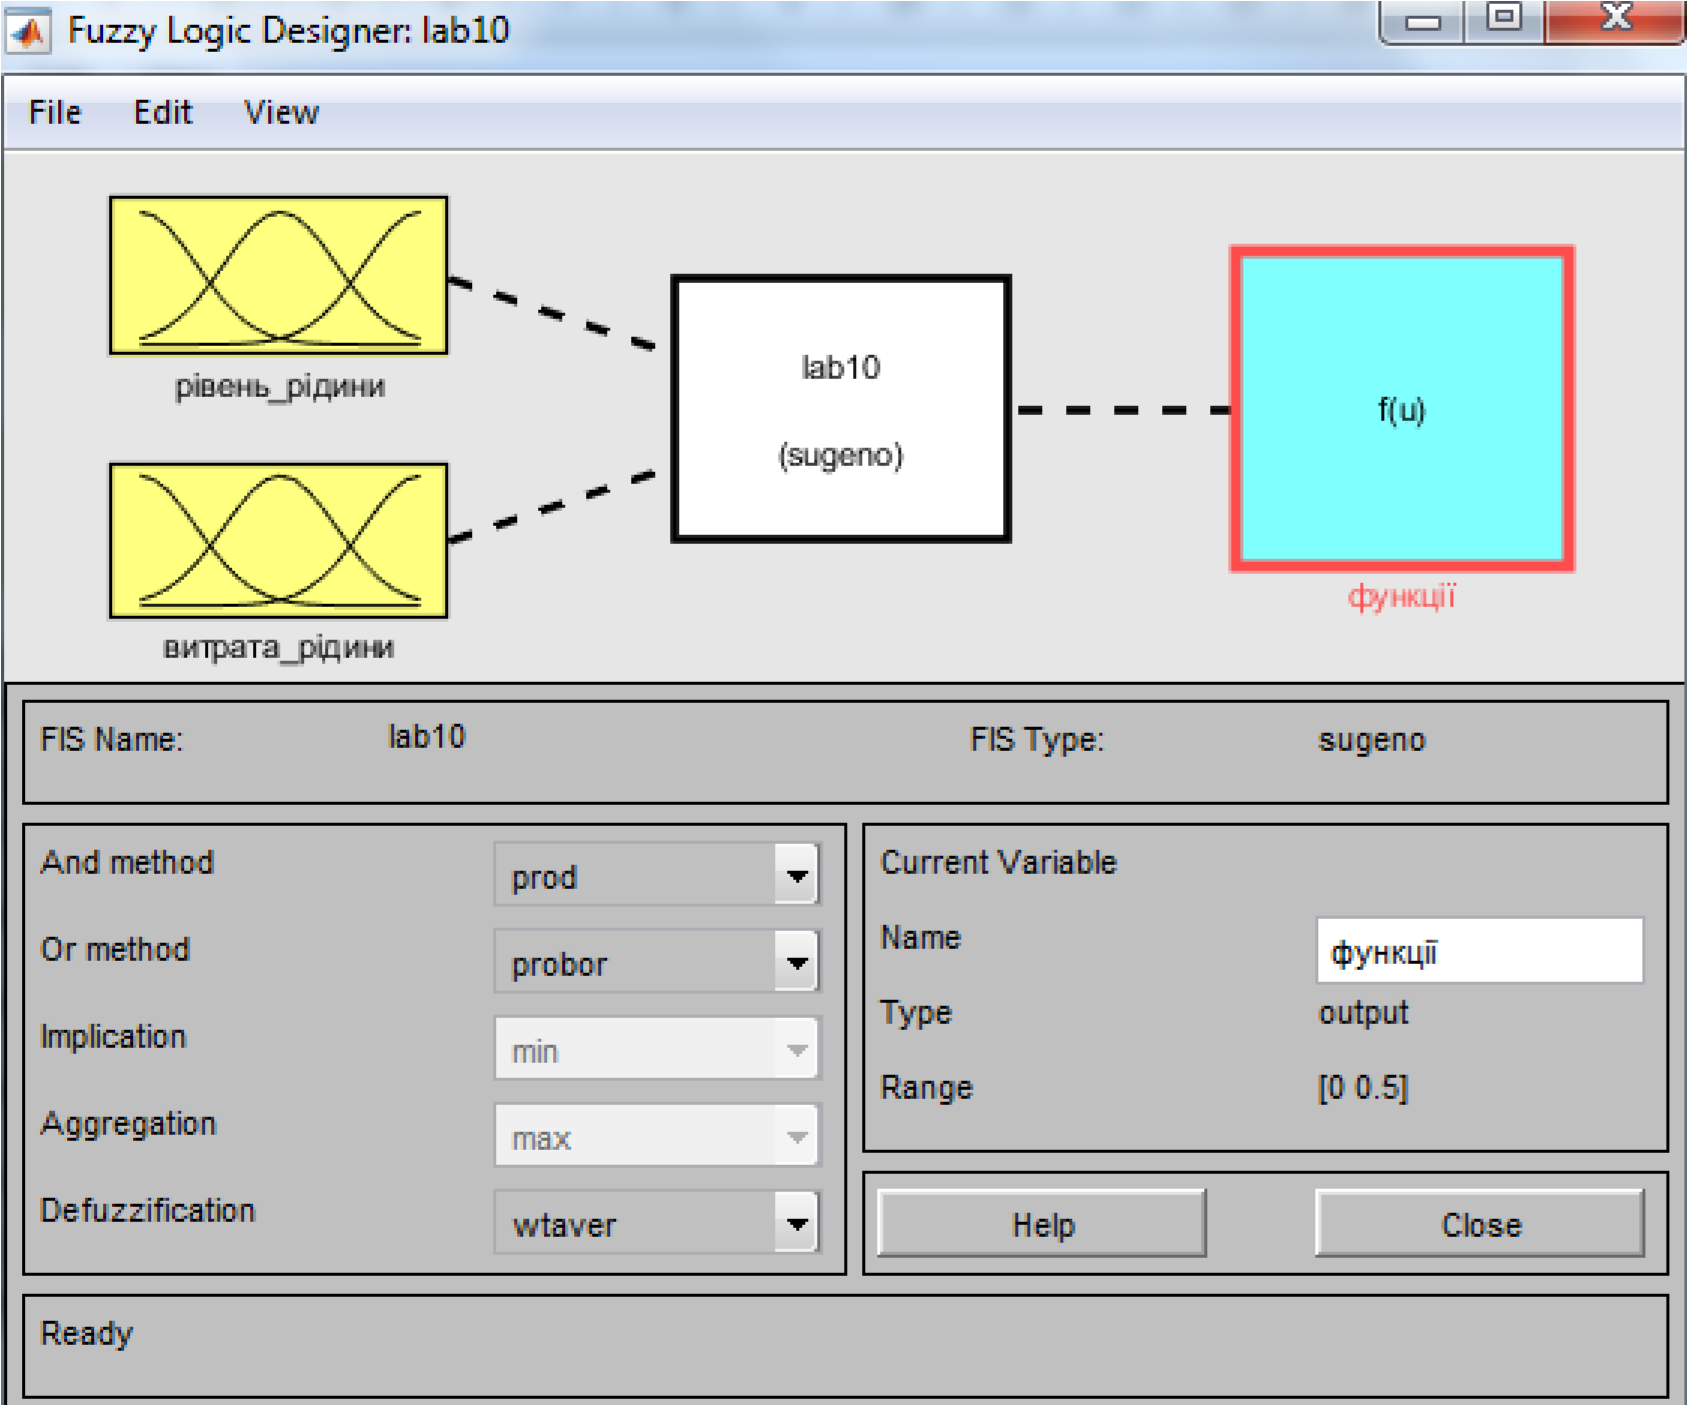 Fuzzy Logic Designer: lab10
File Edit View
рівень_рідини
витрата_рідини
lab10
(sugeno)
f(u)
функції
FIS Name: lab10 FIS Type: sugeno
And method prod
Or method probor
Implication min
Aggregation max
Defuzzification wtaver
Current Variable
Name функції
Type output
Range [0 0.5]
Help Close
Ready